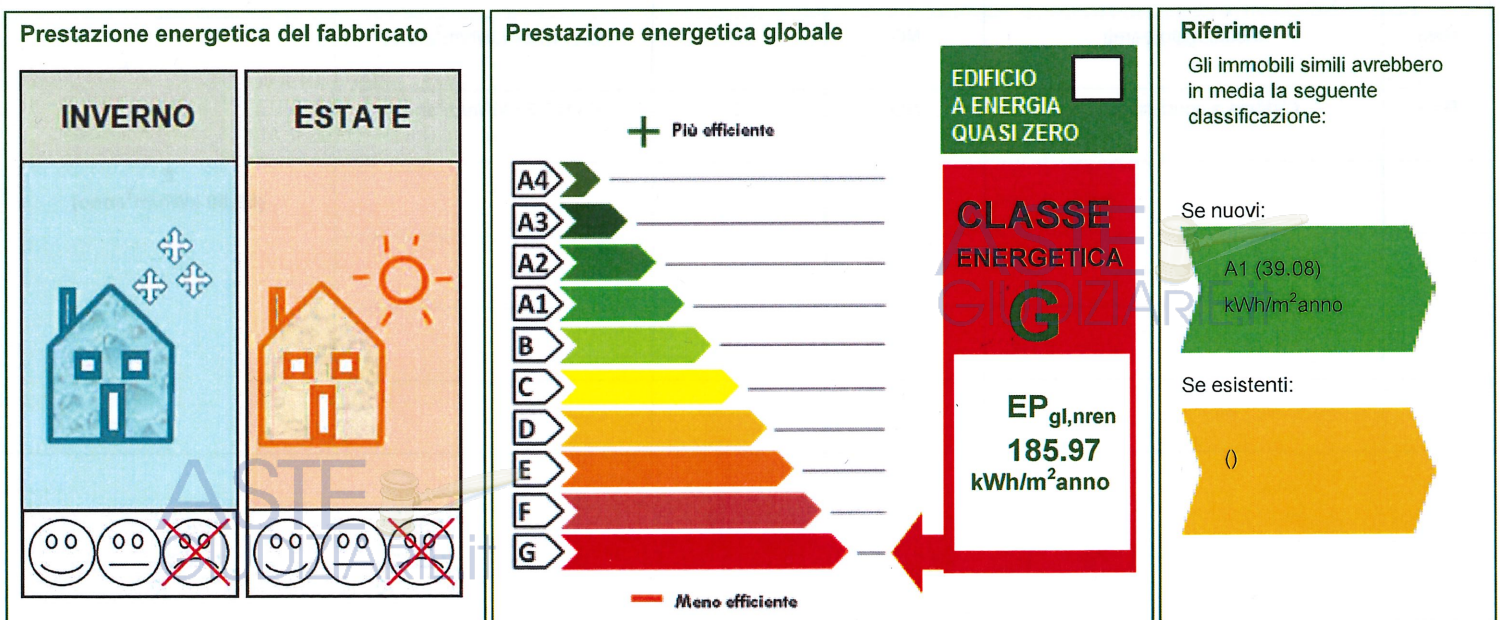 Prestazione energetica del fabbricato
INVERNO
ESTATE
Prestazione energetica globale
+ Più efficiente
A4
A3
A2
A1
B
C
D
E
F
G
— Meno efficiente
EDIFICIO
A ENERGIA
QUASI ZERO
CLASSE
ENERGETICA
G
EPgl,nren
185.97
kWh/m²anno
Riferimenti
Gli immobili simili avrebbero
in media la seguente
classificazione:
Se nuovi:
A1 (39.08)
kWh/m²anno
Se esistenti:
()
ASTE
GIUDIZIARIE.it
ASTE
GIUDIZIARIE.it